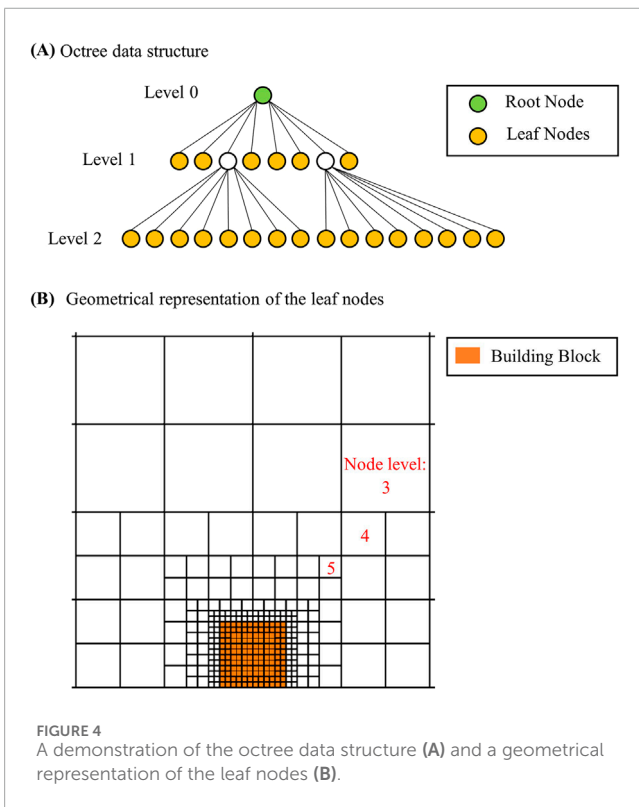 (A) Octree data structure
Level 0
Root Node
Leaf Nodes
Level 1
Level 2
(B) Geometrical representation of the leaf nodes
Building Block
Node level:
3
4
5
FIGURE 4
A demonstration of the octree data structure (A) and a geometrical
representation of the leaf nodes (B).